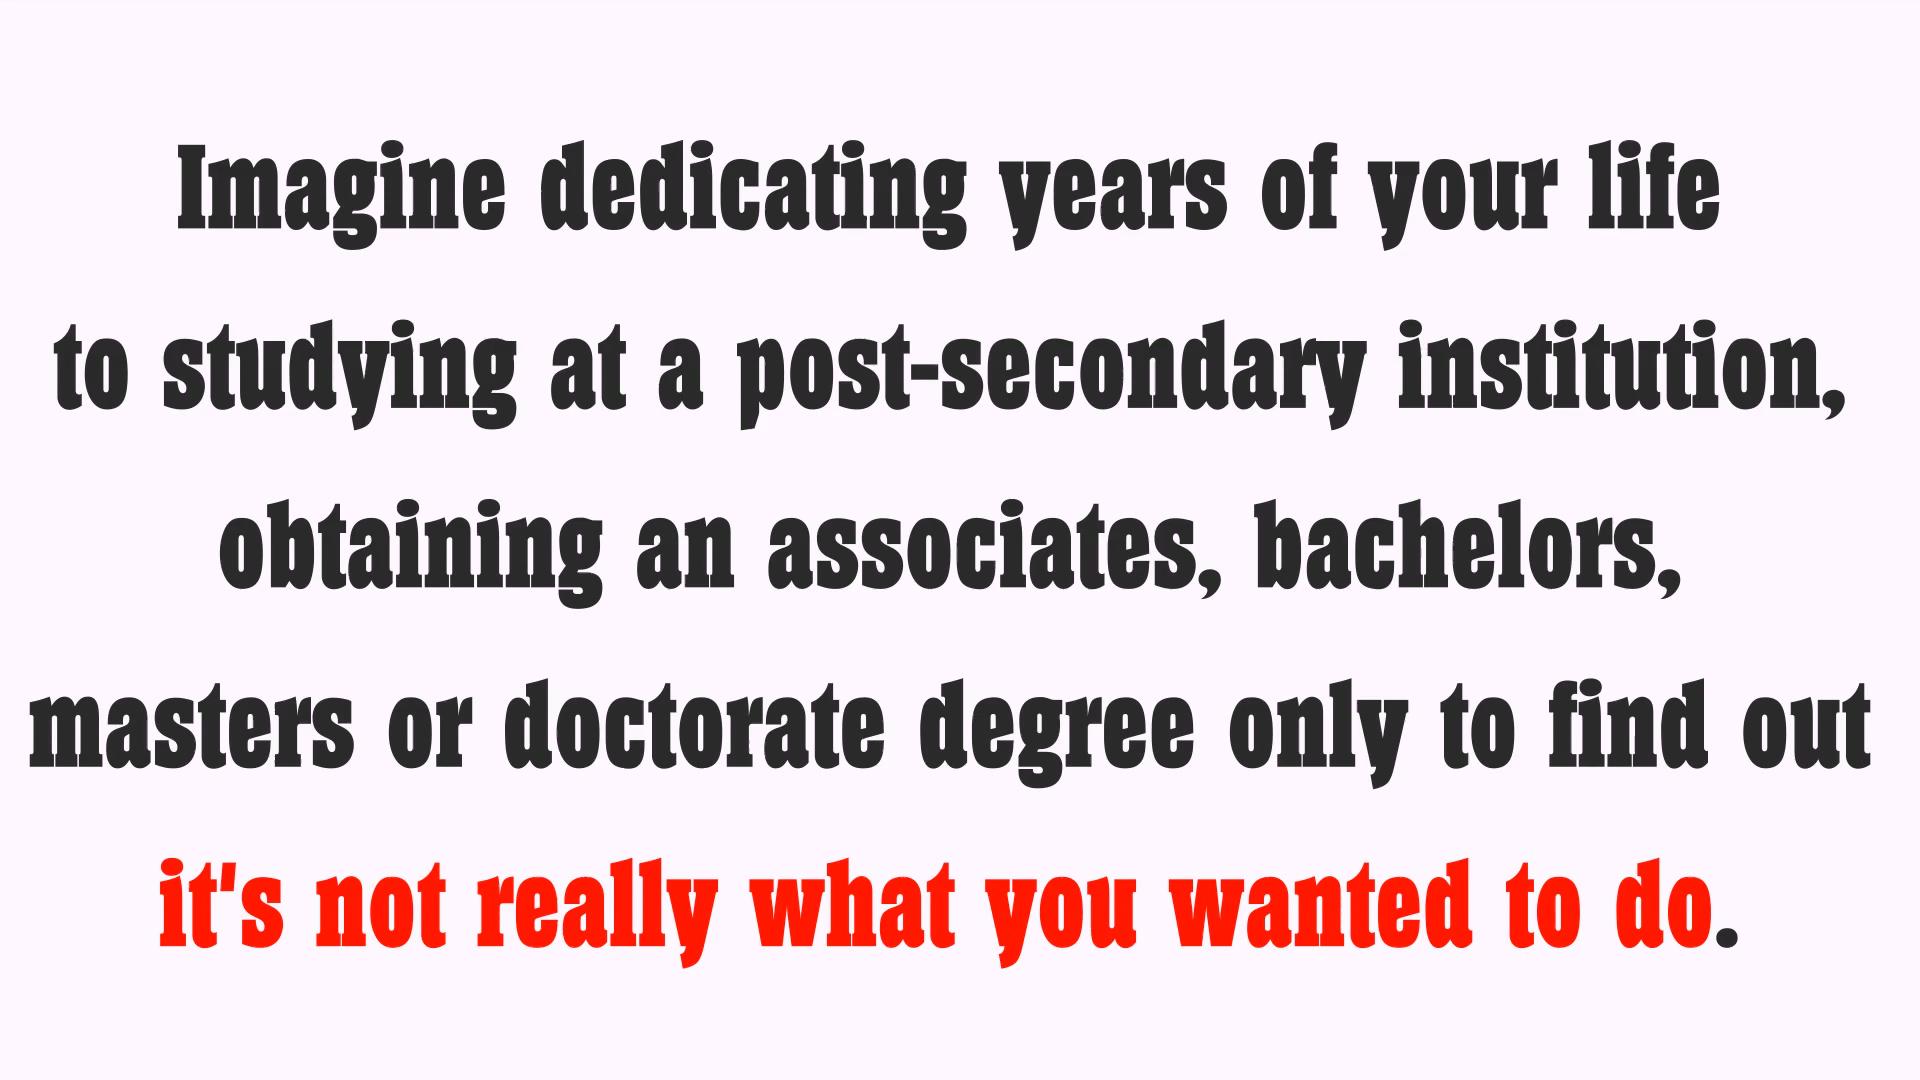 Imagine dedicating years of your life
to studying at a post-secondary institution,
obtaining an associates, bachelors,
masters or doctorate degree only to find out
it's not really what you wanted to do.